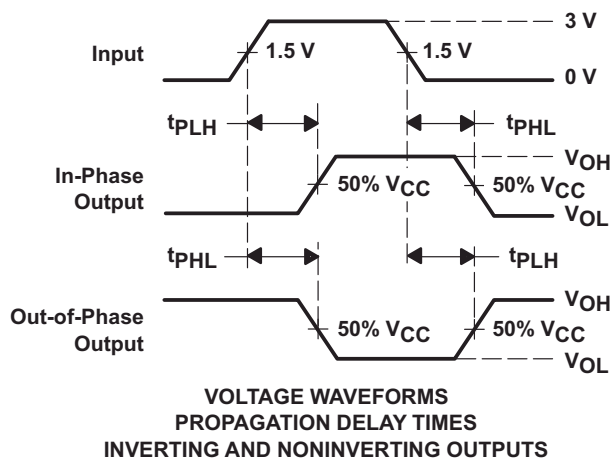 3 V
Input
1.5 V
1.5 V
0 V
tPLH
tPHL
VOH
In-Phase
Output
50% VCC
50% VCC
VOL
tPHL
tPLH
VOH
Out-of-Phase
Output
50% VCC
50% VCC
VOL
VOLTAGE WAVEFORMS
PROPAGATION DELAY TIMES
INVERTING AND NONINVERTING OUTPUTS